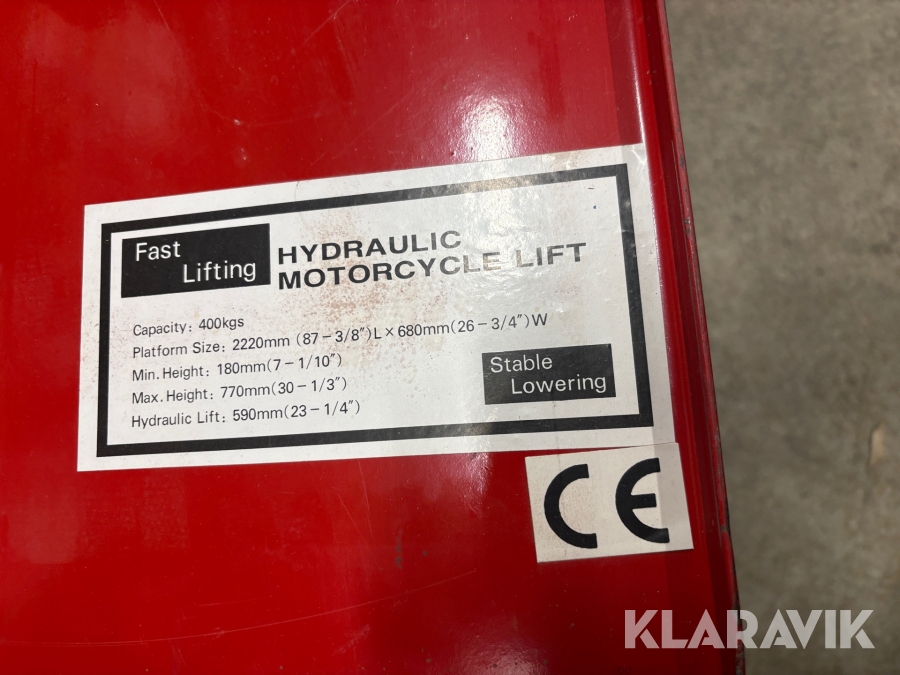 Fast
Lifting
HYDRAULIC
MOTORCYCLE LIFT
Capacity: 400kgs
Platform Size: 2220mm (87-3/8″)L×680mm(26-3/4″)W
Min. Height: 180mm(7-1/10″)
Max. Height: 770mm(30-1/3″)
Hydraulic Lift: 590mm(23-1/4″)
Stable
Lowering
CE
KLARAVIK